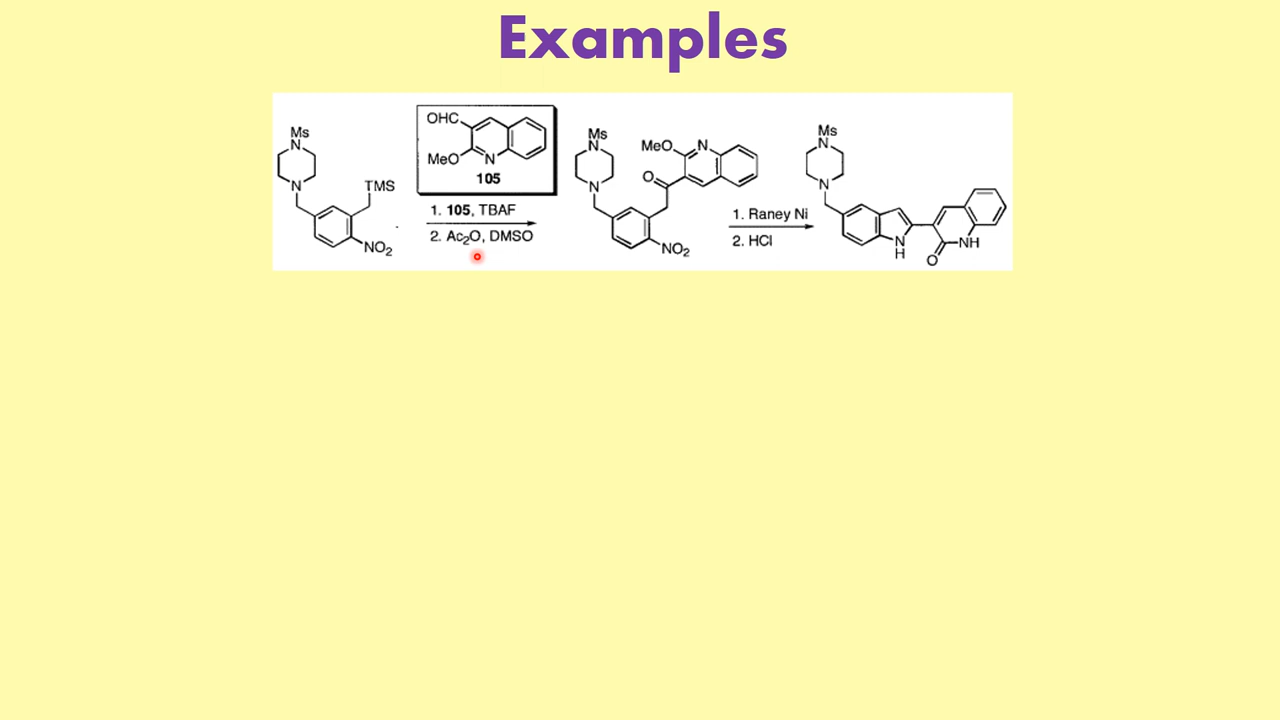 Examples
Ms
N
N
TMS
NO₂
OHC
MeO
N
105
1. 105, TBAF
2. Ac₂O, DMSO
Ms
N
N
MeO
N
O
NO₂
1. Raney Ni
2. HCl
Ms
N
N
N
H
O
NH